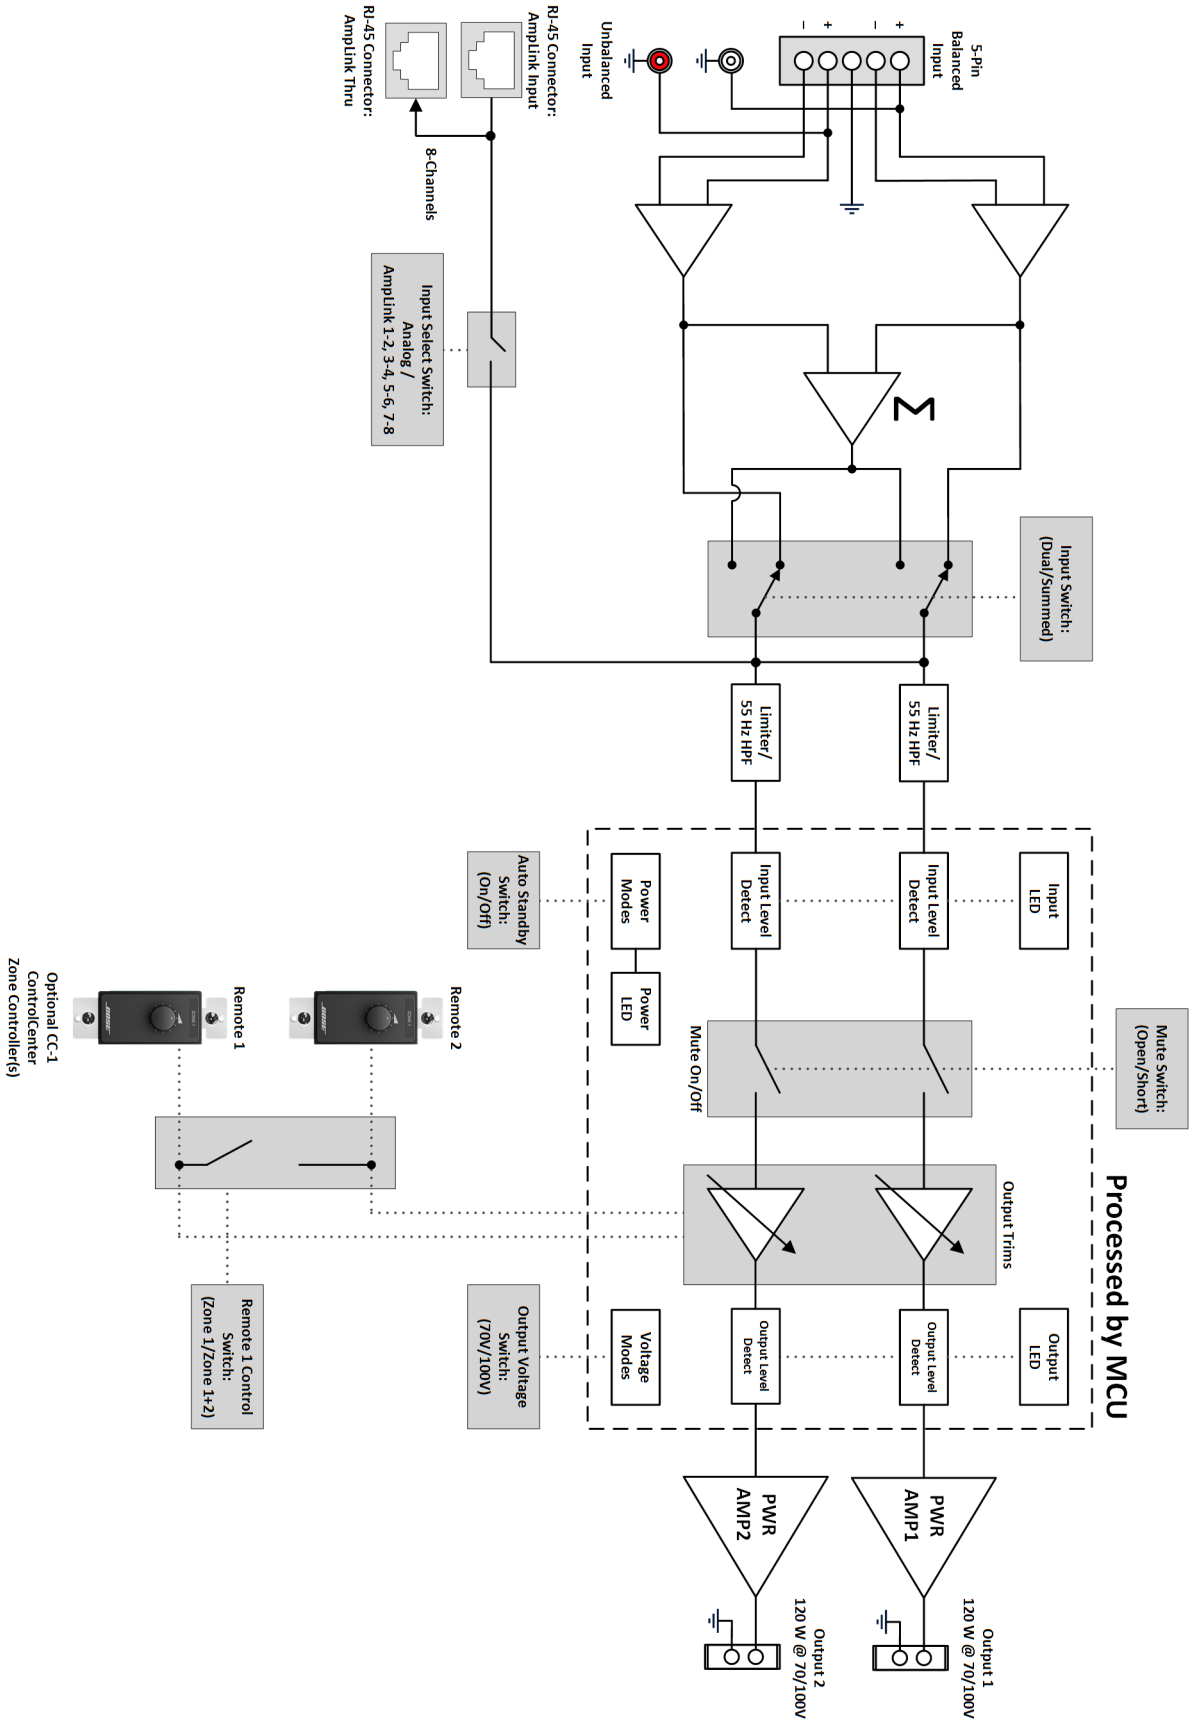 5-Pin
Balanced
Input
+
−
+
−
Unbalanced
Input
RJ-45 Connector:
AmpLink Input
RJ-45 Connector:
AmpLink Thru
8-Channels
Input Select Switch:
Analog /
AmpLink 1-2, 3-4, 5-6, 7-8
Σ
Input Switch:
(Dual/Summed)
Limiter/
55 Hz HPF
Limiter/
55 Hz HPF
Processed by MCU
Input
LED
Input Level
Detect
Input Level
Detect
Power
Modes
Power
LED
Auto Standby
Switch:
(On/Off)
Mute Switch:
(Open/Short)
Mute On/Off
Output Trims
Output
LED
Output Level
Detect
Output Level
Detect
Voltage
Modes
Output Voltage
Switch:
(70V/100V)
Remote 2
ZONE 1
BOSE
Remote 1
ZONE 1
BOSE
Optional CC-1
ControlCenter
Zone Controller(s)
Remote 1 Control
Switch:
(Zone 1/Zone 1+2)
PWR
AMP1
PWR
AMP2
Output 1
120 W @ 70/100V
Output 2
120 W @ 70/100V